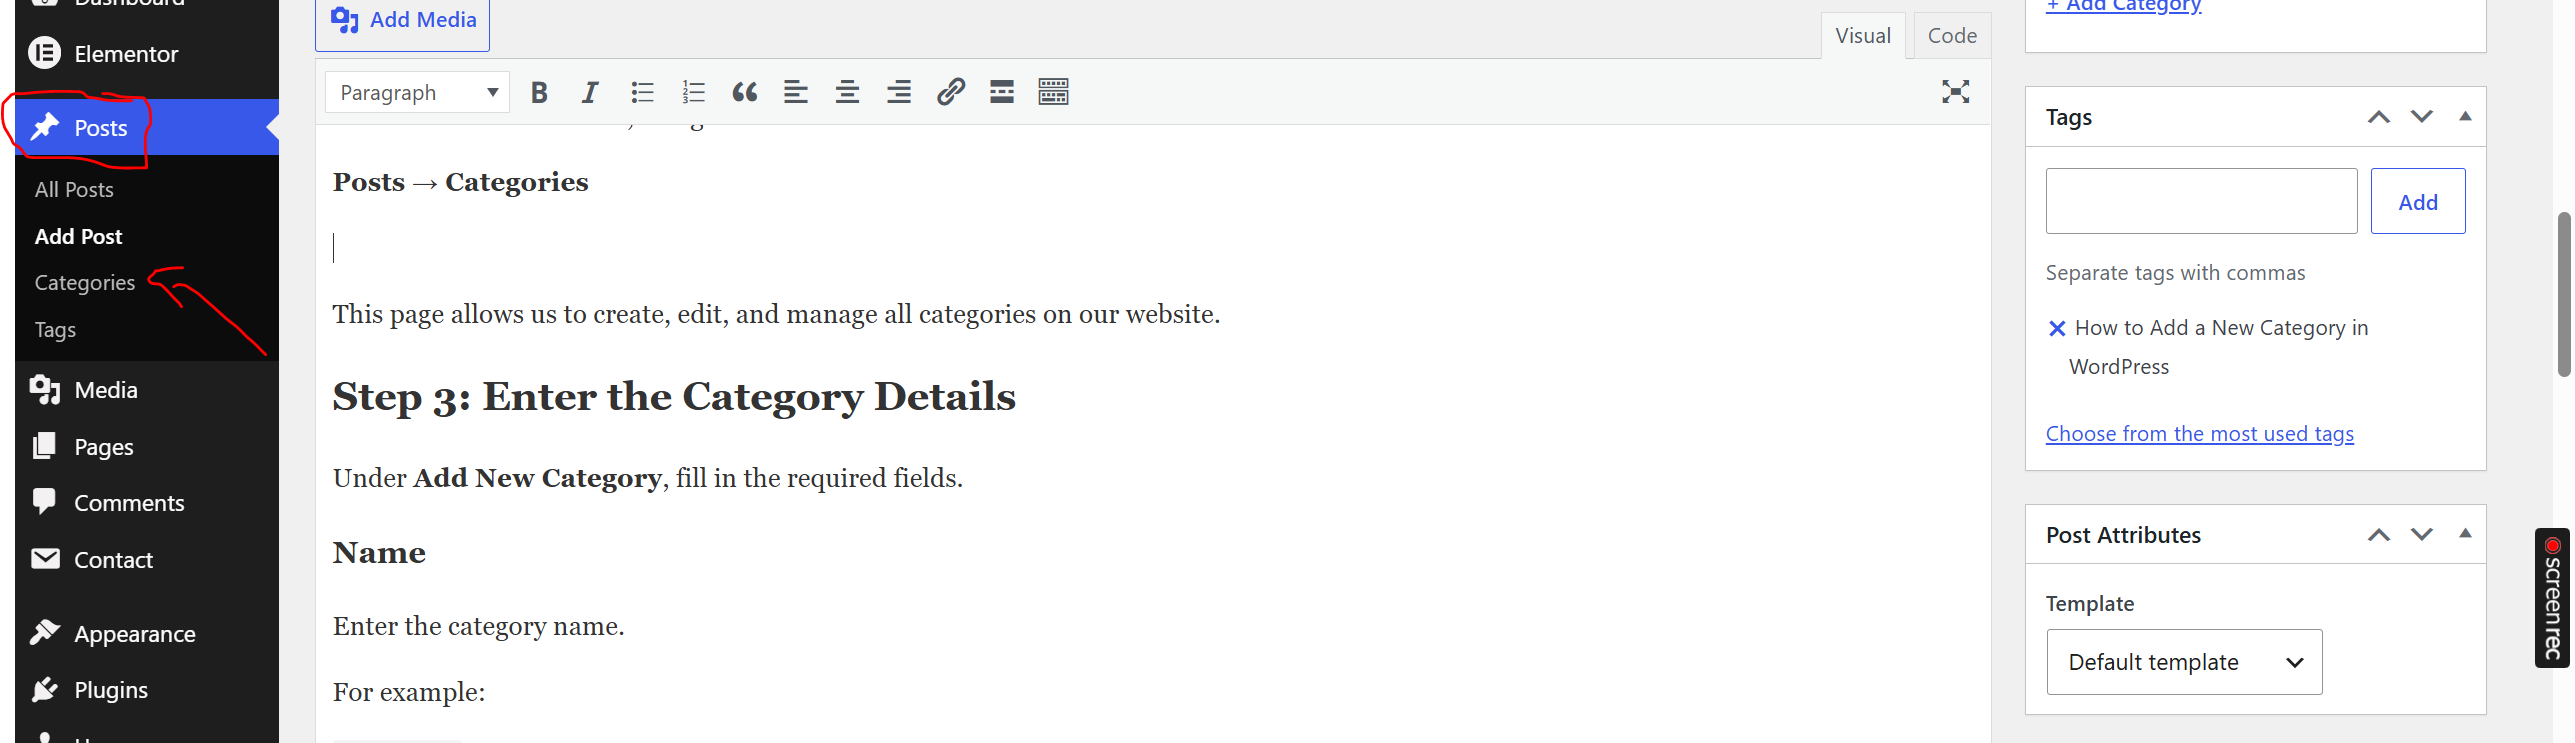 Dashboard
Elementor
Posts
All Posts
Add Post
Categories
Tags
Media
Pages
Comments
Contact
Appearance
Plugins
Add Media
Visual
Code
Paragraph
Posts → Categories
This page allows us to create, edit, and manage all categories on our website.
Step 3: Enter the Category Details
Under Add New Category, fill in the required fields.
Name
Enter the category name.
For example:
+ Add Category
Tags
Add
Separate tags with commas
How to Add a New Category in
WordPress
Choose from the most used tags
Post Attributes
Template
Default template
screenrec